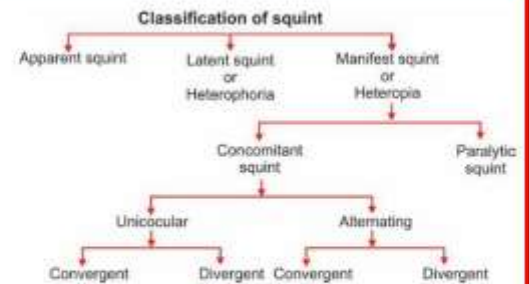 Classification of squint
Apparent squint
Latent squint
or
Heterophoria
Manifest squint
or
Heteropia
Concomitant
squint
Paralytic
squint
Unicocular
Alternating
Convergent
Divergent
Convergent
Divergent